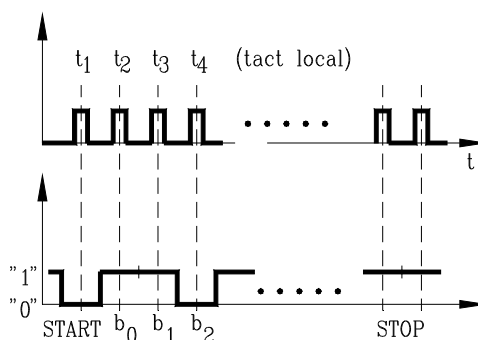 t1 t2 t3 t4 (tact local)
t
"1"
"0"
START b0 b1 b2 STOP